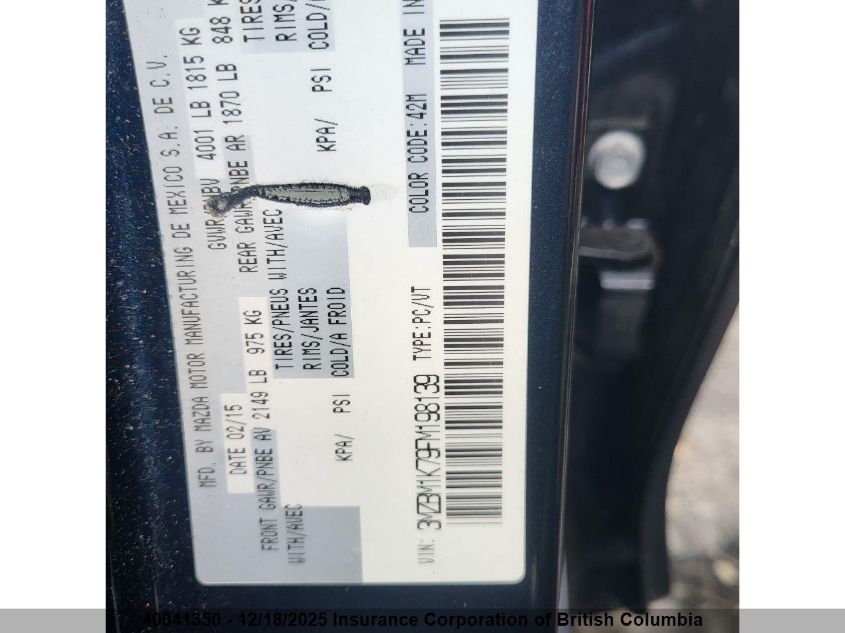 MFD. BY MAZDA MOTOR MANUFACTURING DE MEXICO S.A. DE C.V.
DATE 02/15 GVWR/ 4001 LB 1815 KG
FRONT GAWR/PNBE AV 2149 LB 975 KG REAR GAWR/PNBE AR 1870 LB 848 K
WITH/AVEC TIRES/PNEUS WITH/AVEC TIRES
RIMS/JANTES RIMS/
KPA/ PSI COLD/A FROID KPA/ PSI COLD/
VIN: 3MZBM1K79FM198139 TYPE:PC/VT COLOR CODE:42M MADE IN
40041350 - 12/18/2025 Insurance Corporation of British Columbia